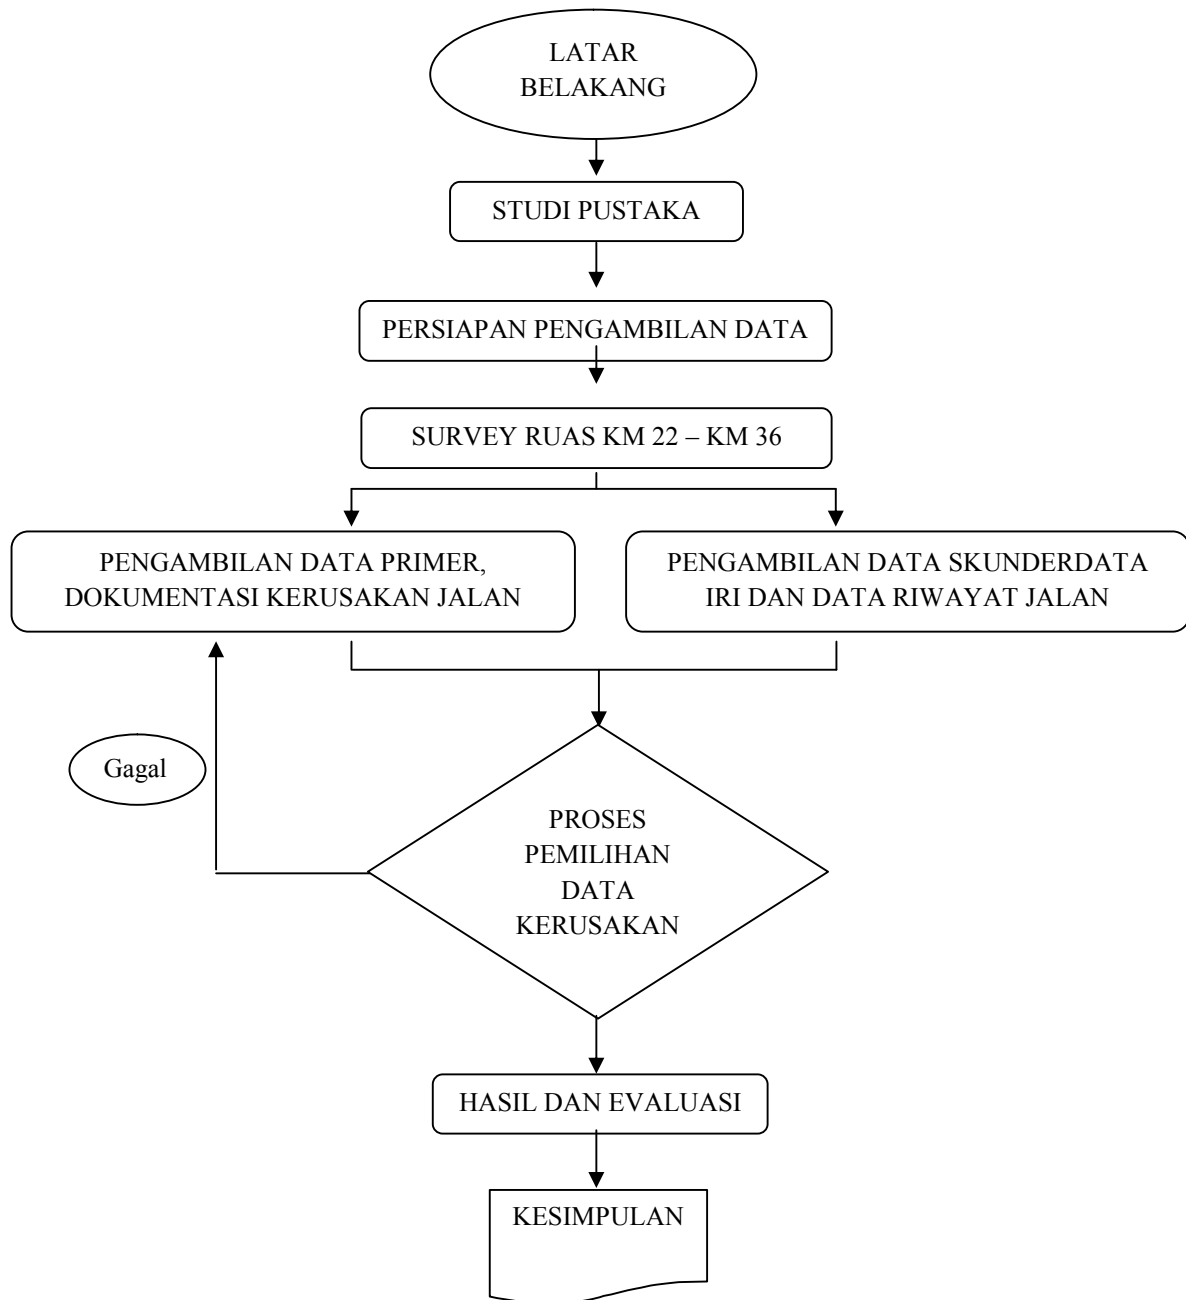 LATAR
BELAKANG
STUDI PUSTAKA
PERSIAPAN PENGAMBILAN DATA
SURVEY RUAS KM 22 – KM 36
PENGAMBILAN DATA PRIMER,
DOKUMENTASI KERUSAKAN JALAN
PENGAMBILAN DATA SKUNDERDATA
IRI DAN DATA RIWAYAT JALAN
Gagal
PROSES
PEMILIHAN
DATA
KERUSAKAN
HASIL DAN EVALUASI
KESIMPULAN